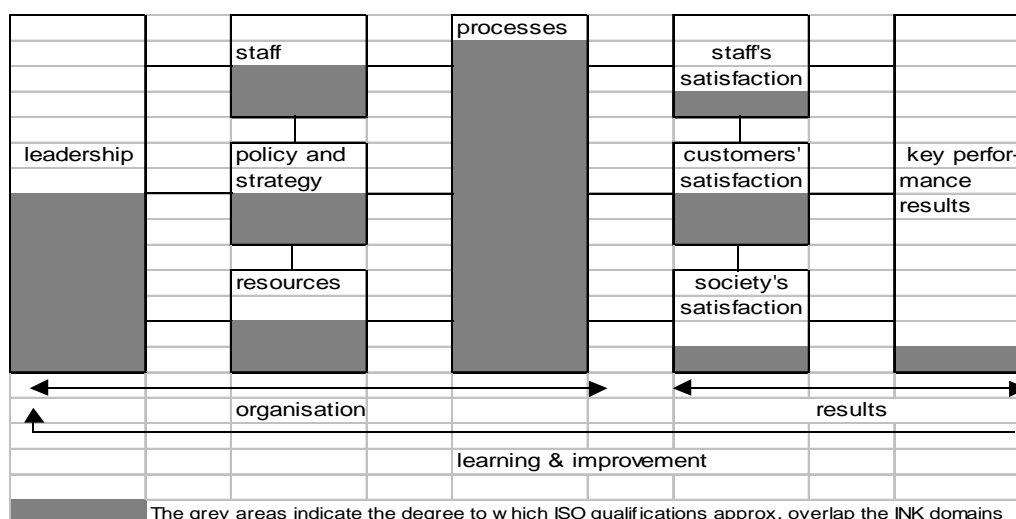 processes
staff
staff's
satisfaction
leadership
policy and
strategy
customers'
satisfaction
key perfor-
mance
results
resources
society's
satisfaction
organisation
results
learning & improvement
The grey areas indicate the degree to which ISO qualifications approx. overlap the INK domains